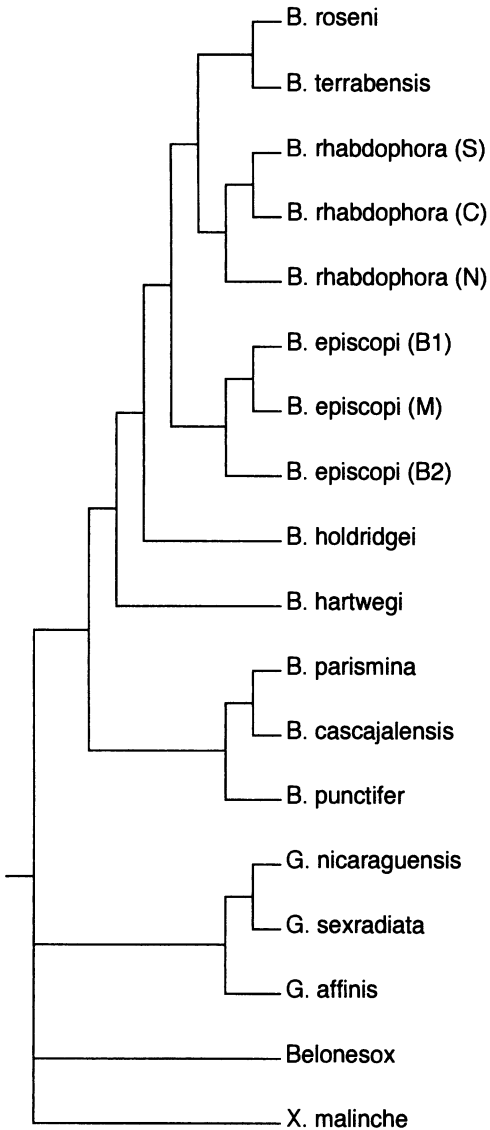 B. roseni
B. terrabensis
B. rhabdophora (S)
B. rhabdophora (C)
B. rhabdophora (N)
B. episcopi (B1)
B. episcopi (M)
B. episcopi (B2)
B. holdridgei
B. hartwegi
B. parismina
B. cascajalensis
B. punctifer
G. nicaraguensis
G. sexradiata
G. affinis
Belonesox
X. malinche